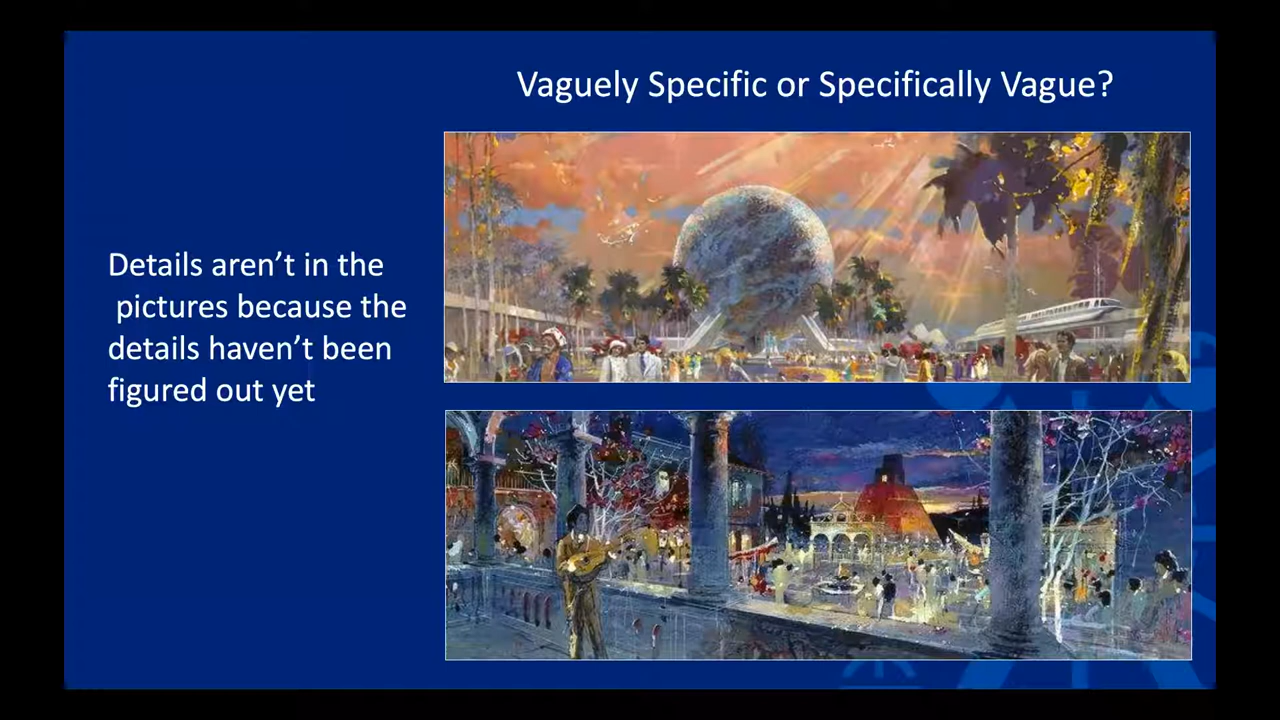 Vaguely Specific or Specifically Vague?
Details aren’t in the
pictures because the
details haven’t been
figured out yet